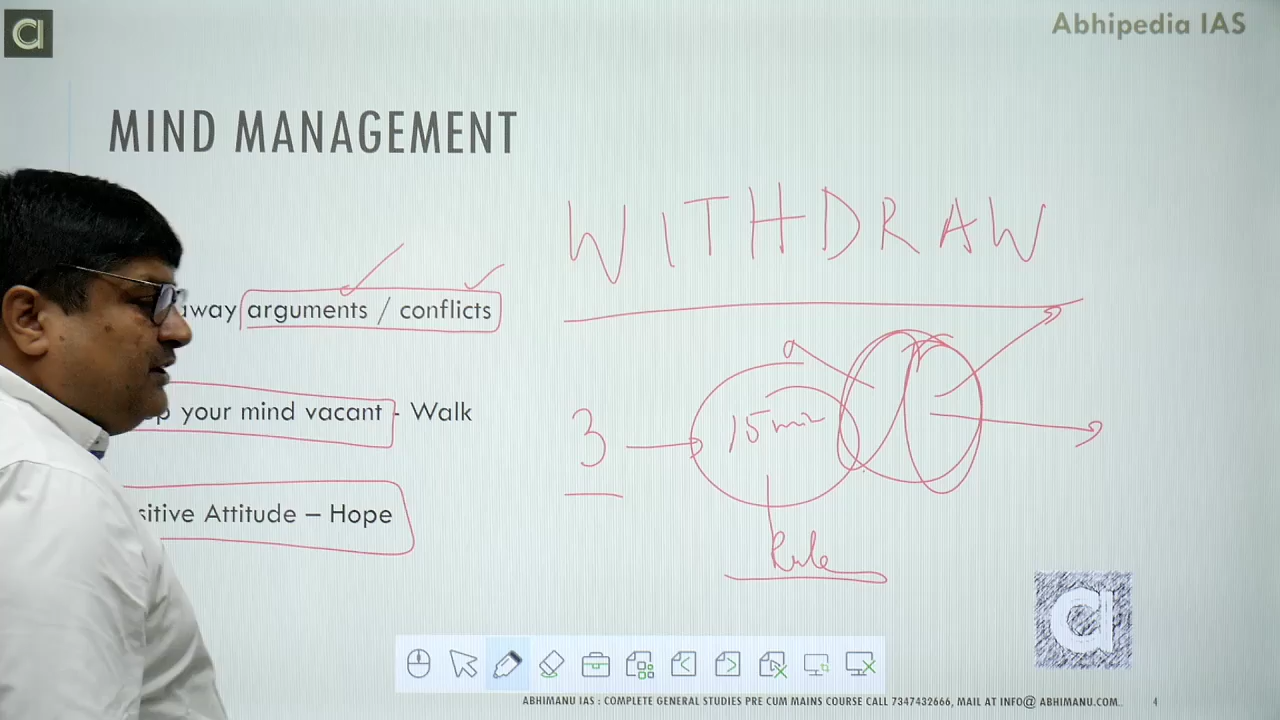 Abhipedia IAS
MIND MANAGEMENT
WITHDRAW
away arguments / conflicts
your mind vacant - Walk
3
15 min
sitive Attitude – Hope
Rule
ABHIMANU IAS : COMPLETE GENERAL STUDIES PRE CUM MAINS COURSE CALL 7347432666, MAIL AT INFO@ ABHIMANU.COM..
4